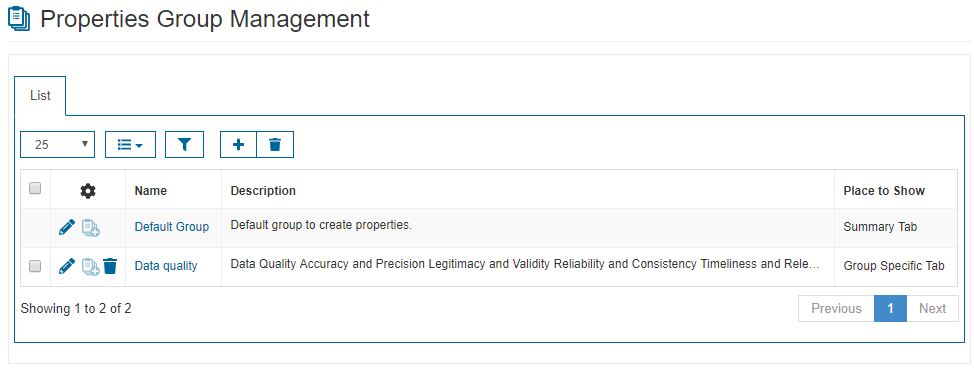 Properties Group Management
List
25
Name Description Place to Show
Default Group Default group to create properties. Summary Tab
Data quality Data Quality Accuracy and Precision Legitimacy and Validity Reliability and Consistency Timeliness and Rele... Group Specific Tab
Showing 1 to 2 of 2 Previous 1 Next